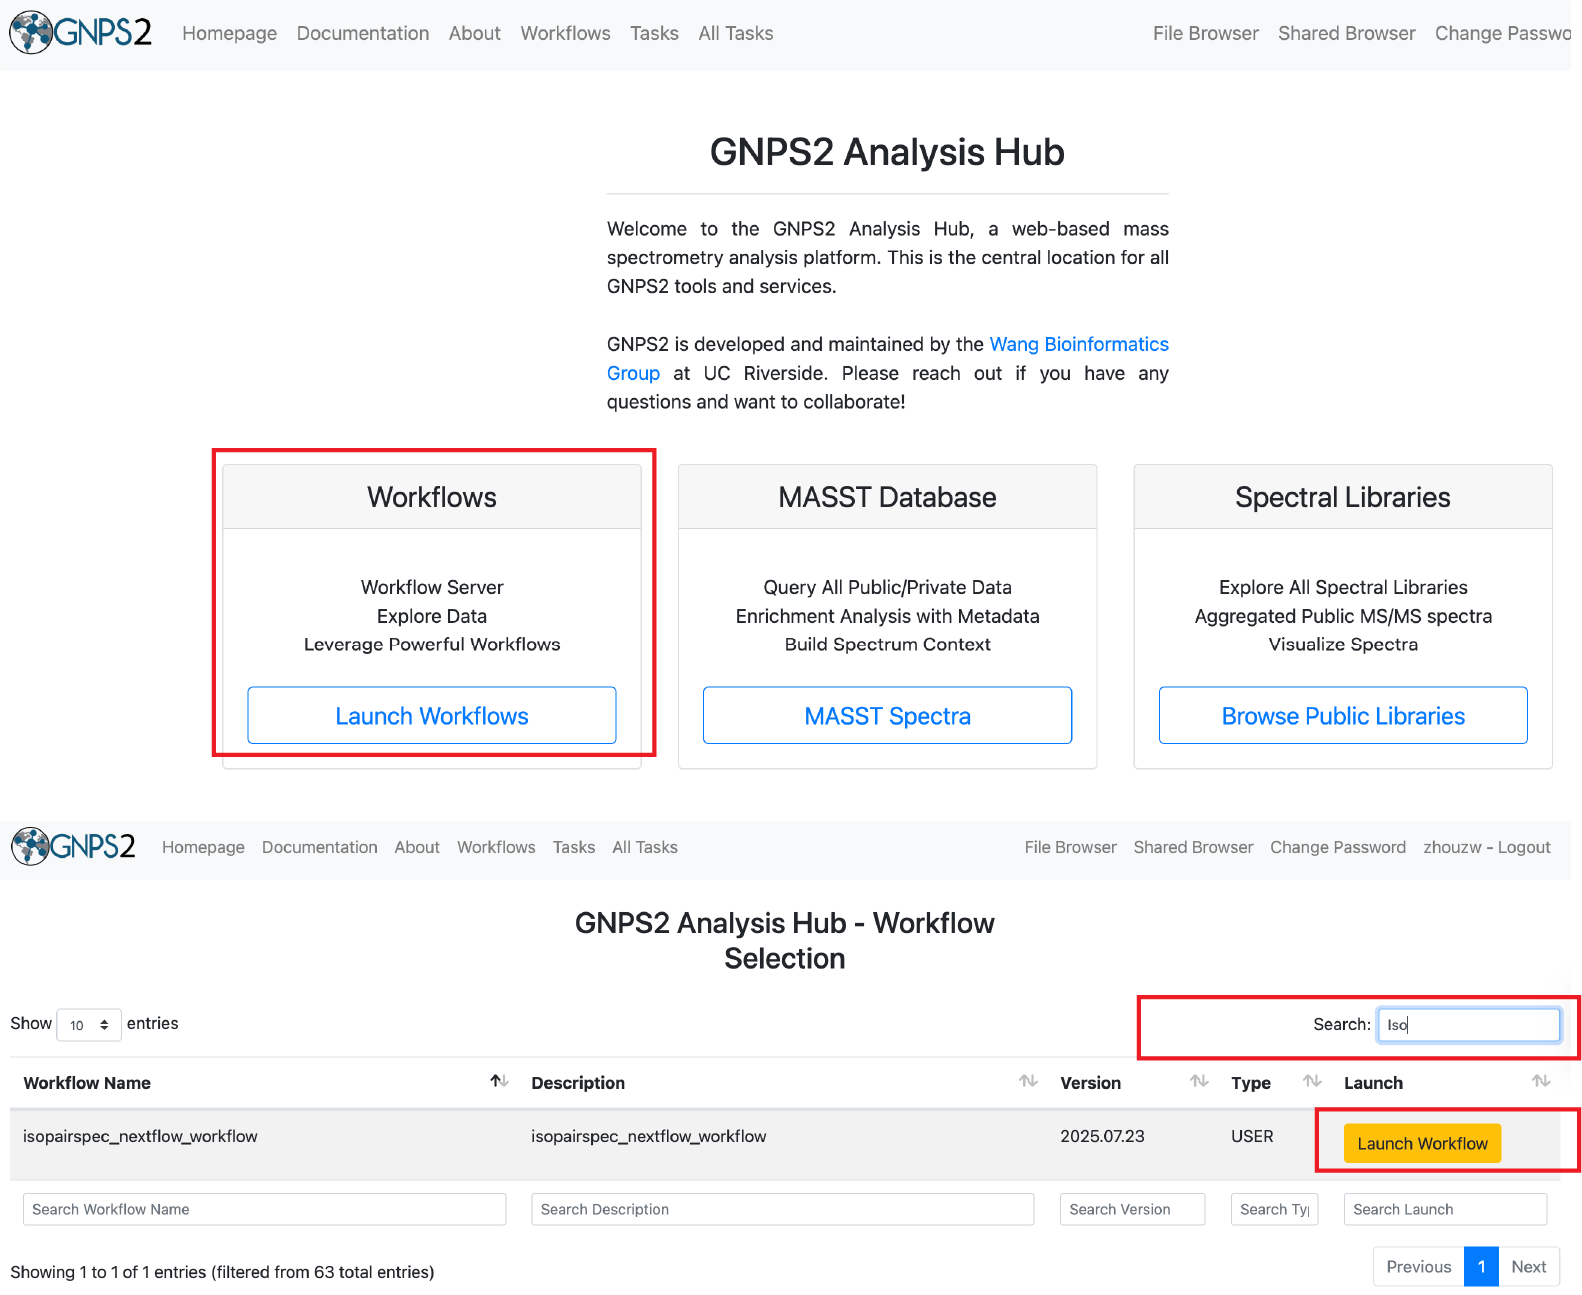 GNPS2 Homepage Documentation About Workflows Tasks All Tasks File Browser Shared Browser Change Passwo
GNPS2 Analysis Hub
Welcome to the GNPS2 Analysis Hub, a web-based mass
spectrometry analysis platform. This is the central location for all
GNPS2 tools and services.
GNPS2 is developed and maintained by the Wang Bioinformatics
Group at UC Riverside. Please reach out if you have any
questions and want to collaborate!
Workflows
Workflow Server
Explore Data
Leverage Powerful Workflows
Launch Workflows
MASST Database
Query All Public/Private Data
Enrichment Analysis with Metadata
Build Spectrum Context
MASST Spectra
Spectral Libraries
Explore All Spectral Libraries
Aggregated Public MS/MS spectra
Visualize Spectra
Browse Public Libraries
GNPS2 Homepage Documentation About Workflows Tasks All Tasks File Browser Shared Browser Change Password zhouzw - Logout
GNPS2 Analysis Hub - Workflow
Selection
Show 10 entries Search: Iso
Workflow Name Description Version Type Launch
isopairspec_nextflow_workflow isopairspec_nextflow_workflow 2025.07.23 USER Launch Workflow
Search Workflow Name Search Description Search Version Search Ty Search Launch
Showing 1 to 1 of 1 entries (filtered from 63 total entries) Previous 1 Next